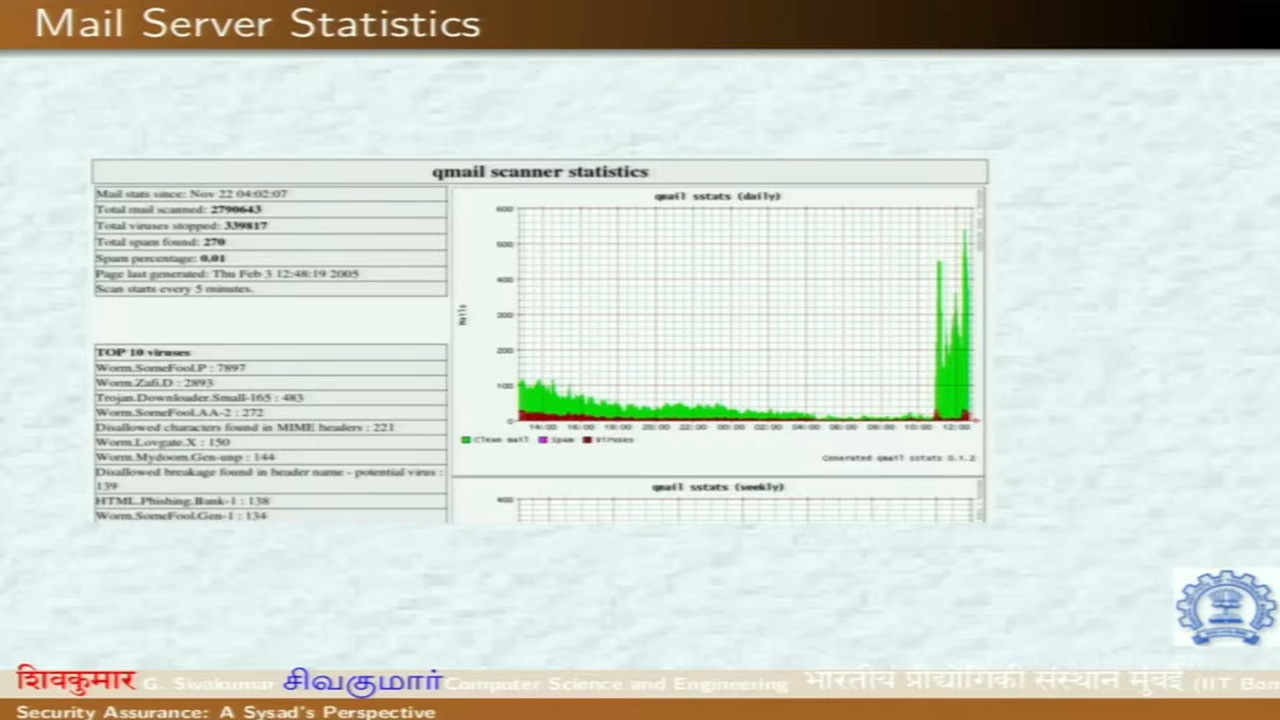 Mail Server Statistics
qmail scanner statistics
Mail stats since: Nov 22 04:02:07
Total mail scanned: 2790643
Total viruses stopped: 339817
Total spam found: 270
Spam percentage: 0.01
Page last generated: Thu Feb 3 12:48:19 2005
Scan starts every 5 minutes.
TOP 10 viruses
Worm.SomeFool.P : 7897
Worm.Zafi.D : 2893
Trojan.Downloader.Small-165 : 483
Worm.SomeFool.AA-2 : 272
Disallowed characters found in MIME headers : 221
Worm.Lovgate.X : 150
Worm.Mydoom.Gen-unp : 144
Disallowed breakage found in header name - potential virus :
139
HTML.Phishing.Bank-1 : 138
Worm.SomeFool.Gen-1 : 134
qmail sstats (daily)
600
500
400
300
200
100
0
Mails
14:00 16:00 18:00 20:00 22:00 00:00 02:00 04:00 06:00 08:00 10:00 12:00
Clean mail Spam Viruses
Generated qmail sstats 0.1.2
qmail sstats (weekly)
400
शिवकुमार G. Sivakumar சிவகுமார் Computer Science and Engineering भारतीय प्रौद्योगिकी संस्थान मुंबई (IIT Bom
Security Assurance: A Sysad's Perspective